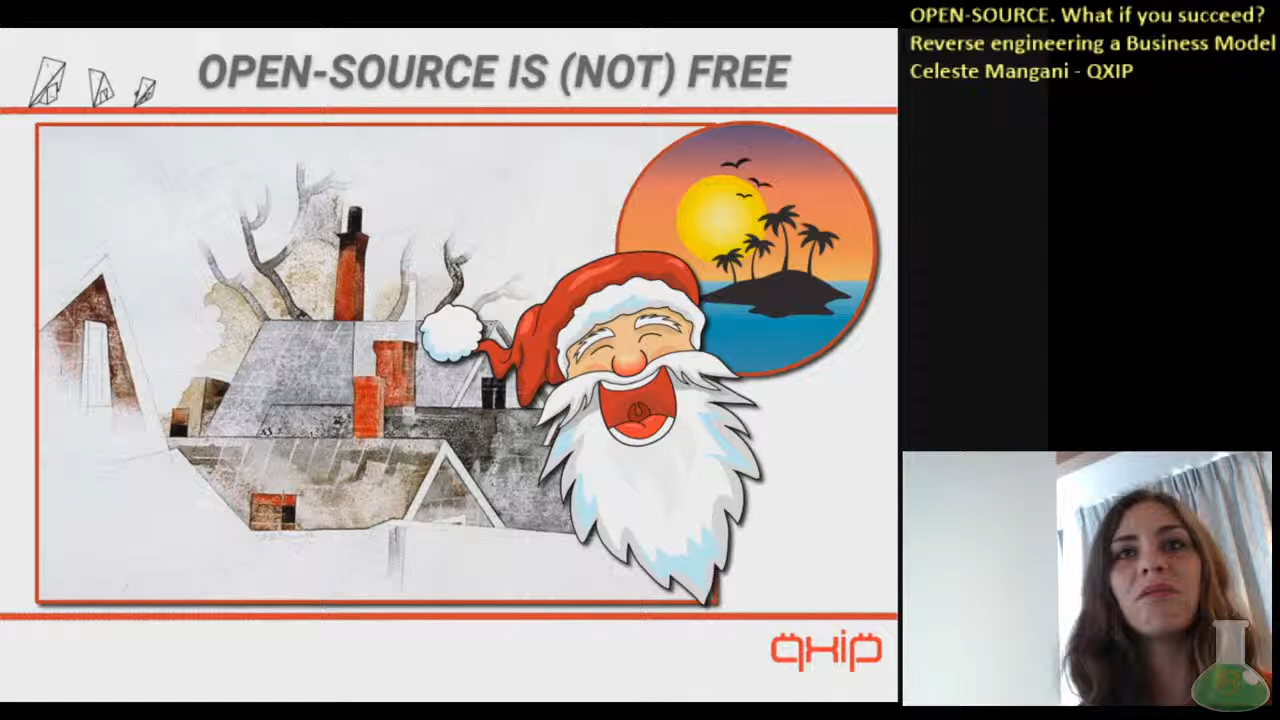 OPEN-SOURCE. What if you succeed?
Reverse engineering a Business Model
Celeste Mangani - QXIP
OPEN-SOURCE IS (NOT) FREE
qxip